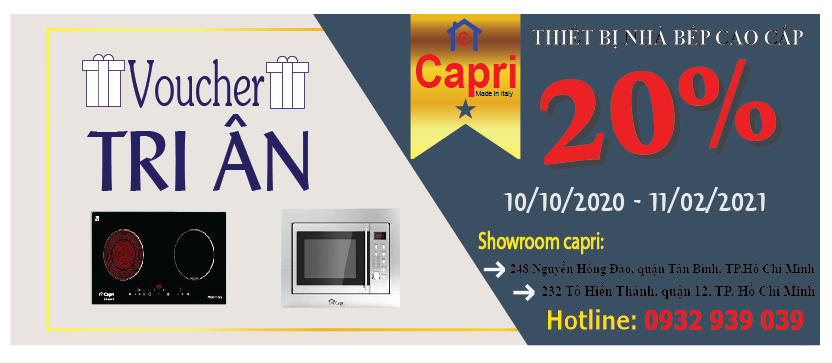 Voucher
TRI ÂN
Capri
Made in Italy
THIẾT BỊ NHÀ BẾP CAO CẤP
20%
10/10/2020 - 11/02/2021
Showroom capri:
248 Nguyễn Hồng Đào, quận Tân Bình, TP.Hồ Chí Minh
232 Tô Hiến Thành, quận 12, TP. Hồ Chí Minh
Hotline: 0932 939 039
Capri
Capri